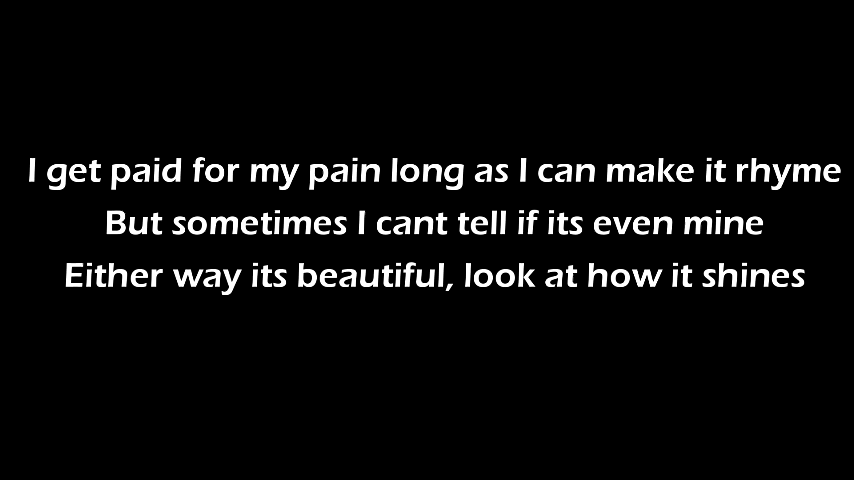 I get paid for my pain long as I can make it rhyme
But sometimes I cant tell if its even mine
Either way its beautiful, look at how it shines